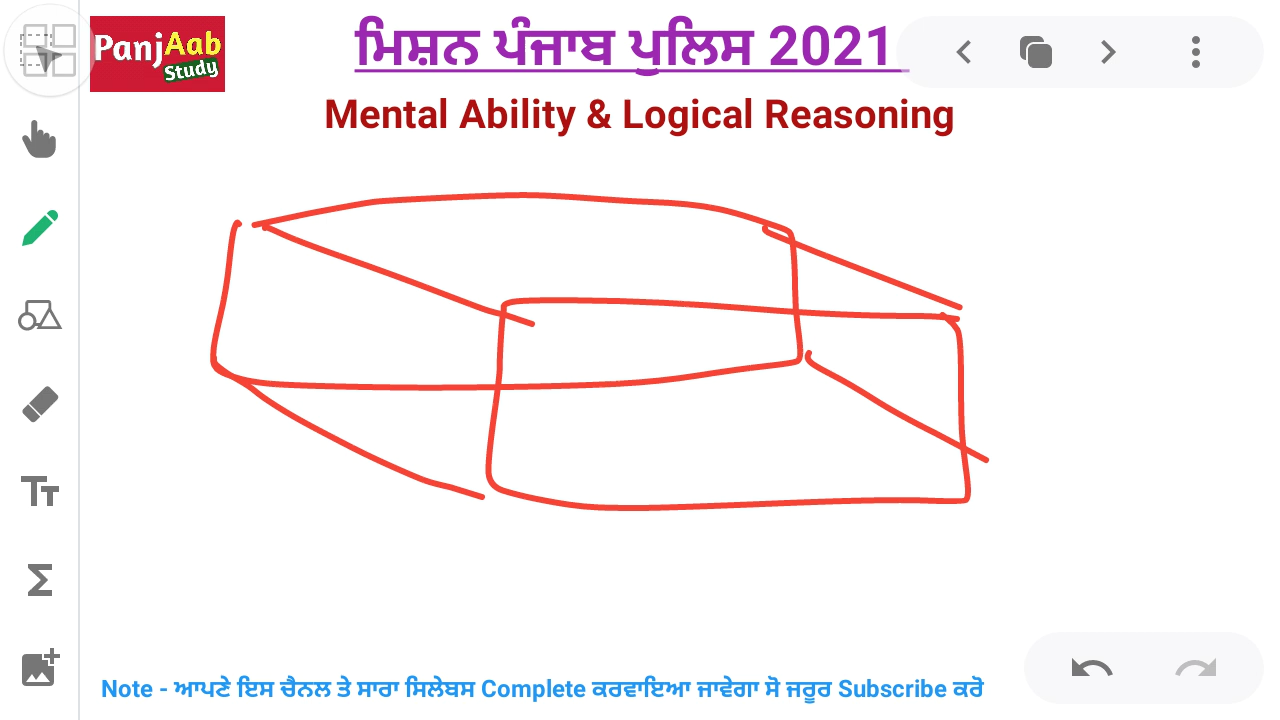 PanjAab
Study
ਮਿਸ਼ਨ ਪੰਜਾਬ ਪੁਲਿਸ 2021
Mental Ability & Logical Reasoning
Note - ਆਪਣੇ ਇਸ ਚੈਨਲ ਤੇ ਸਾਰਾ ਸਿਲੇਬਸ Complete ਕਰਵਾਇਆ ਜਾਵੇਗਾ ਸੋ ਜਰੂਰ Subscribe ਕਰੋ